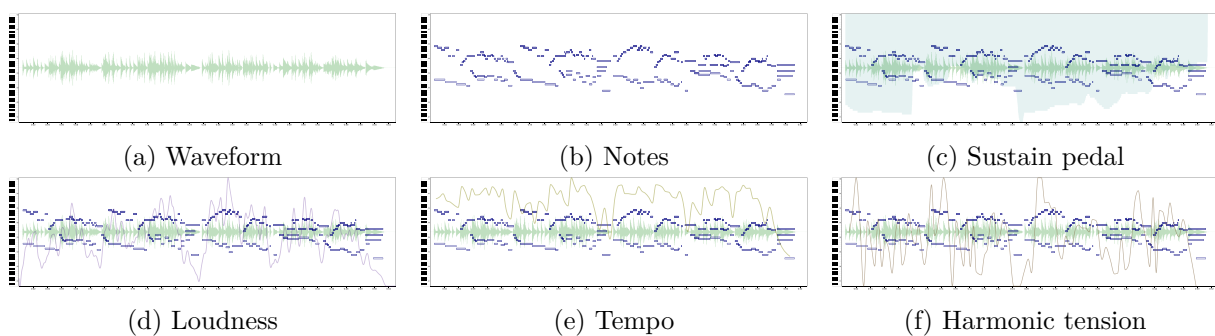 (a) Waveform
(b) Notes
(c) Sustain pedal
(d) Loudness
(e) Tempo
(f) Harmonic tension